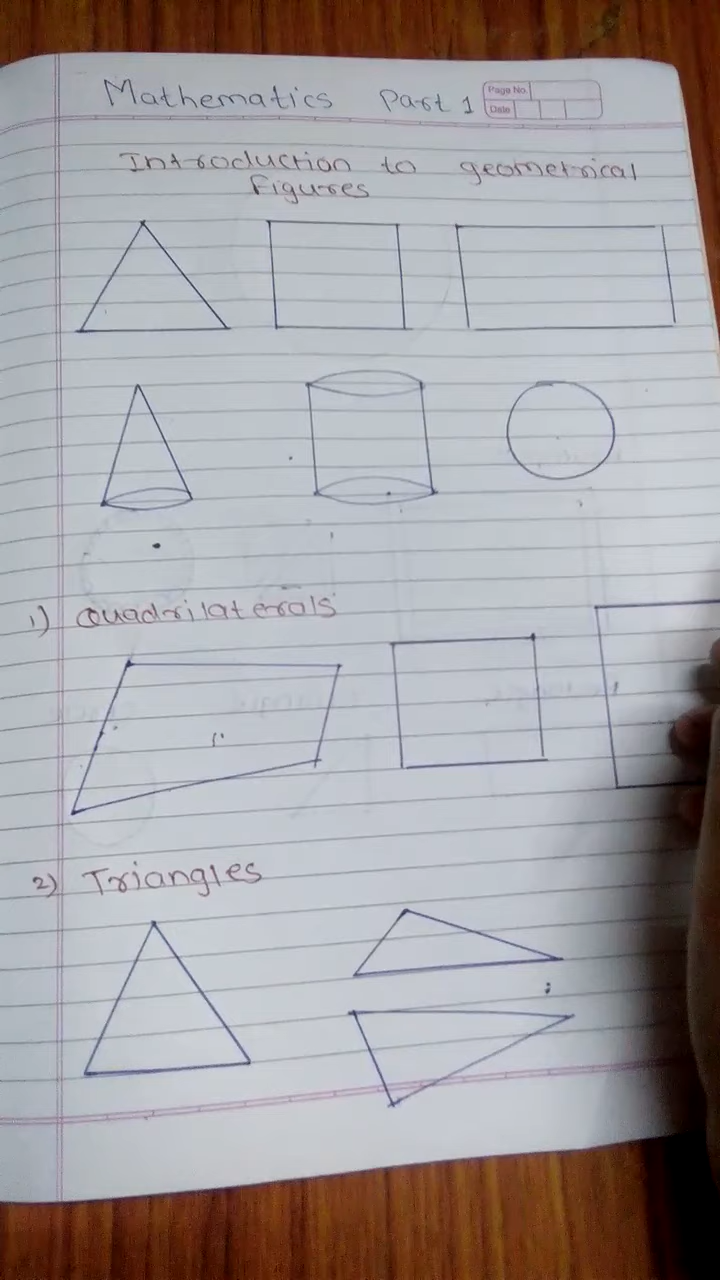 Mathematics Part 1
Page No.
Date
Introduction to geometrical
Figures
1) Quadrilaterals
2) Triangles